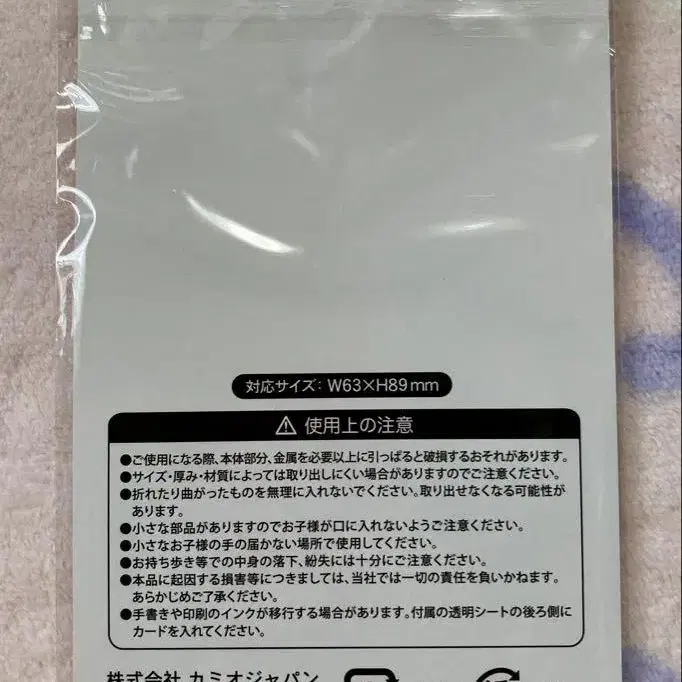 対応サイズ：W63×H89mm
⚠ 使用上の注意
●ご使用になる際、本体部分、金属を必要以上に引っぱると破損するおそれがあります。
●サイズ・厚み・材質によっては取り出しにくい場合がありますのでご注意ください。
●折れたり曲がったものを無理に入れないでください。取り出せなくなる可能性が
あります。
●小さな部品がありますのでお子様が口に入れないようご注意ください。
●小さなお子様の手の届かない場所で使用してください。
●お持ち歩き等での中身の落下、紛失には十分にご注意ください。
●本品に起因する損害等につきましては、当社では一切の責任を負いかねます。
あらかじめご了承ください。
●手書きや印刷のインクが移行する場合があります。付属の透明シートの後ろ側に
カードを入れてください。
株式会社 カミオジャパン